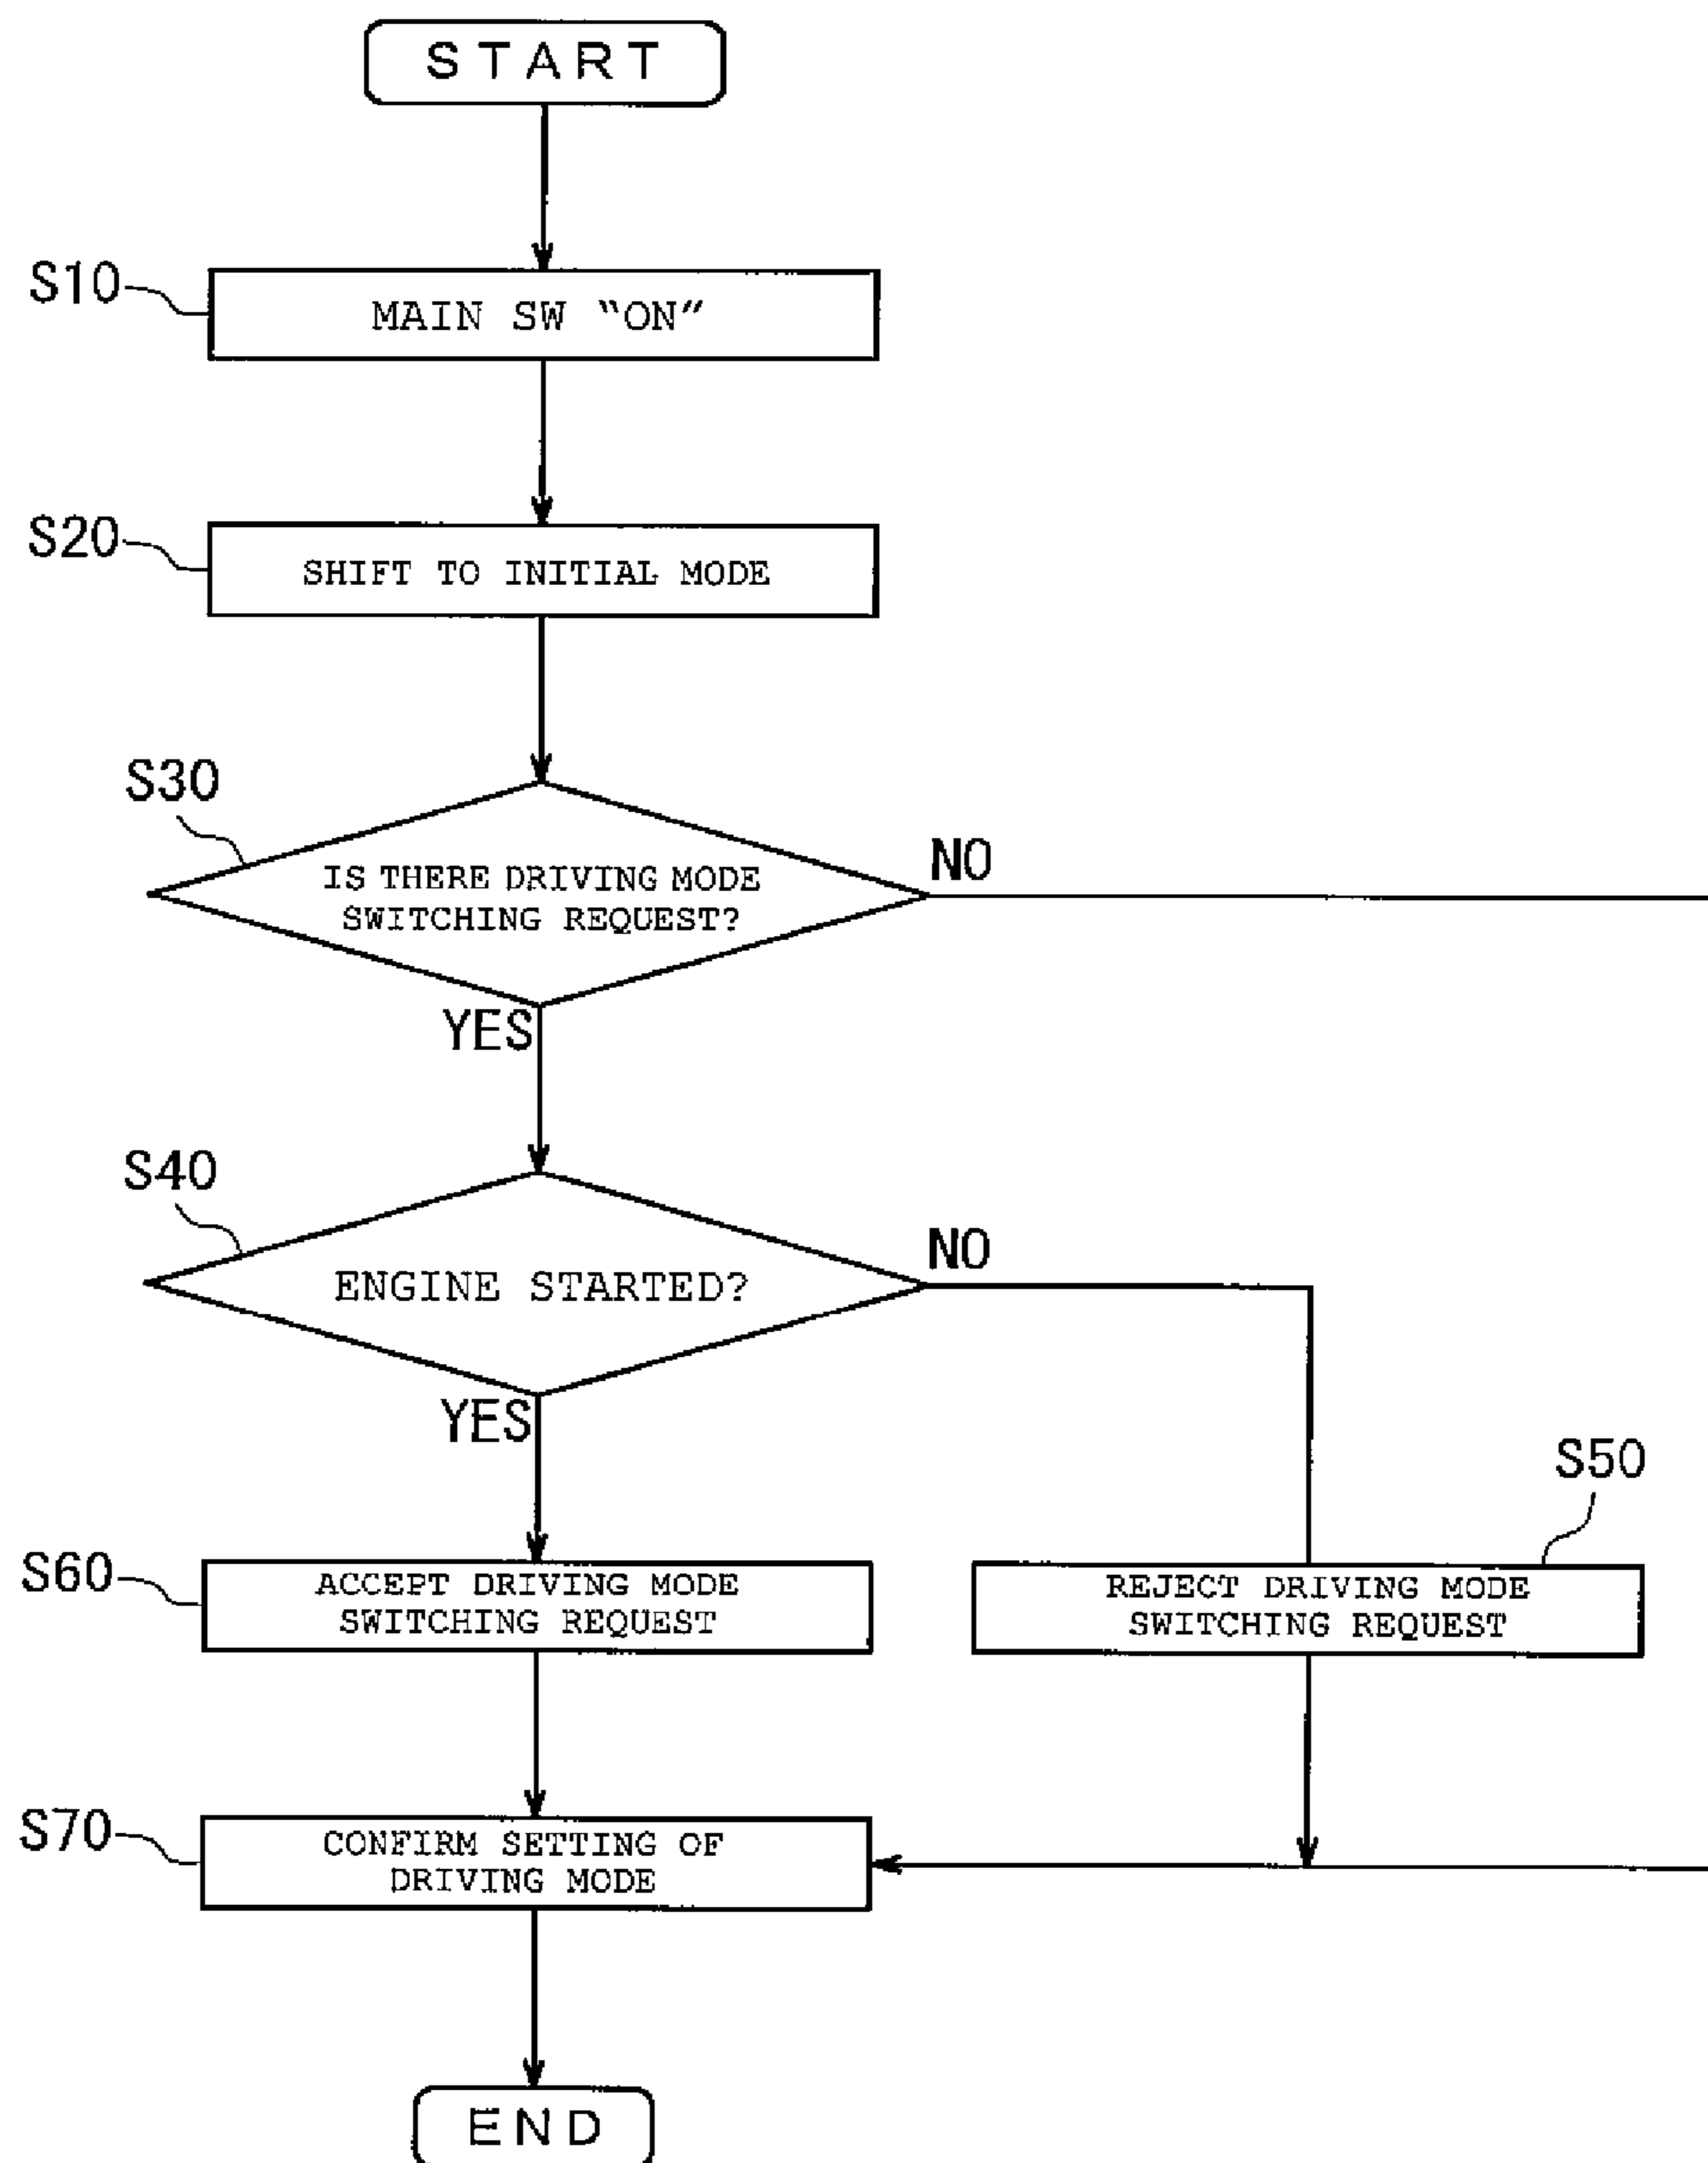 START
S10
MAIN SW “ON”
S20
SHIFT TO INITIAL MODE
S30
IS THERE DRIVING MODE
SWITCHING REQUEST?
NO
YES
S40
ENGINE STARTED?
NO
YES
S50
S60
ACCEPT DRIVING MODE
SWITCHING REQUEST
REJECT DRIVING MODE
SWITCHING REQUEST
S70
CONFIRM SETTING OF
DRIVING MODE
END